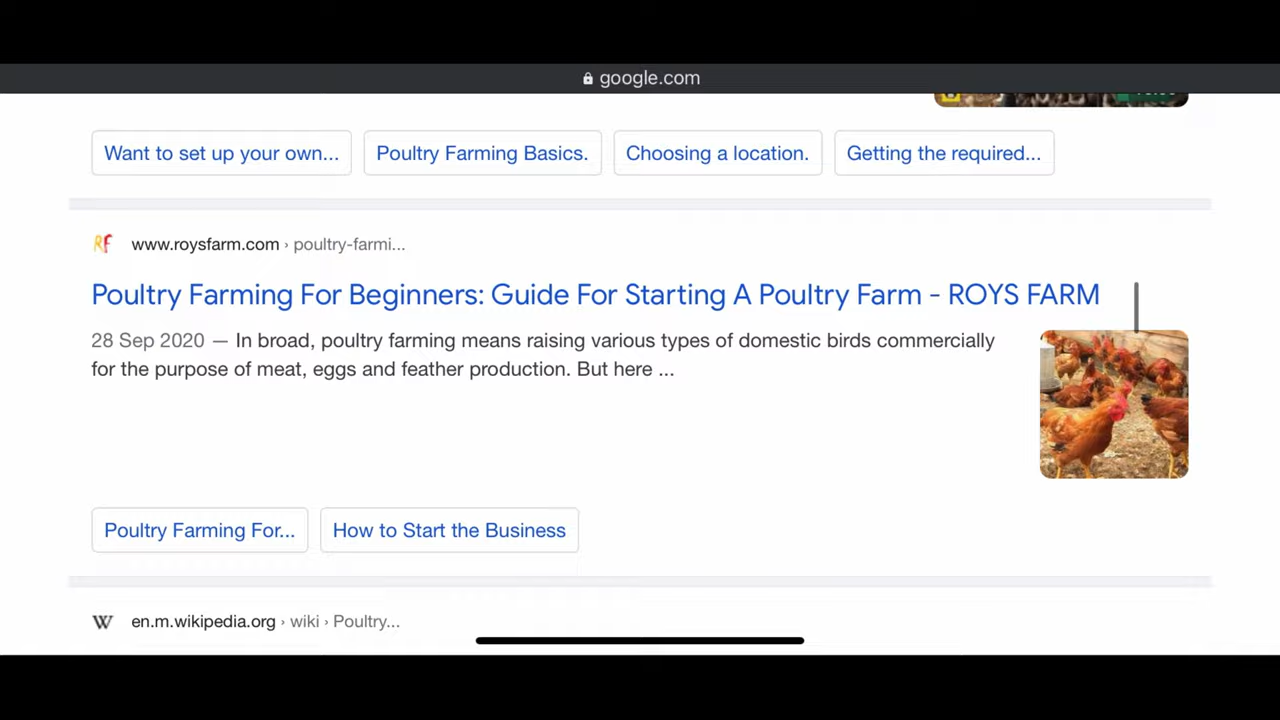 google.com
Want to set up your own...
Poultry Farming Basics.
Choosing a location.
Getting the required...
RF
www.roysfarm.com › poultry-farmi...
Poultry Farming For Beginners: Guide For Starting A Poultry Farm - ROYS FARM
28 Sep 2020 — In broad, poultry farming means raising various types of domestic birds commercially
for the purpose of meat, eggs and feather production. But here ...
Poultry Farming For...
How to Start the Business
W
en.m.wikipedia.org › wiki › Poultry...